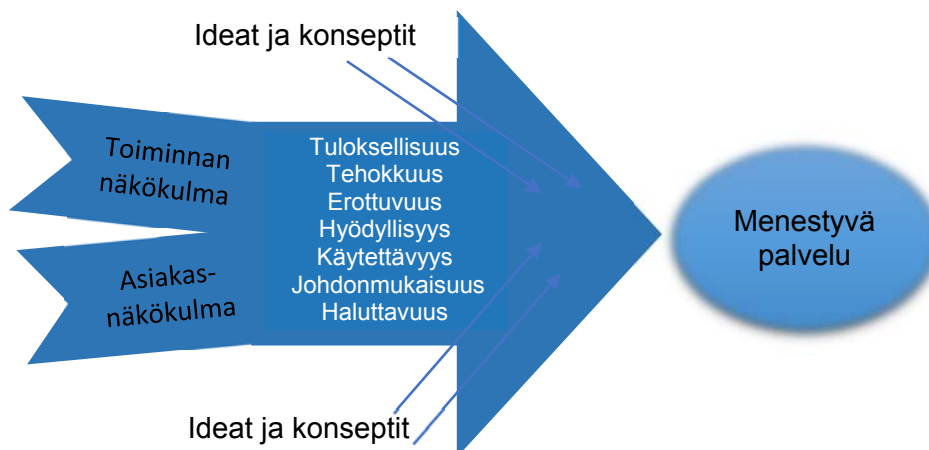 Ideat ja konseptit
Toiminnan
näkökulma
Asiakas-
näkökulma
Tuloksellisuus
Tehokkuus
Erottuvuus
Hyödyllisyys
Käytettävyys
Johdonmukaisuus
Haluttavuus
Menestyvä
palvelu
Ideat ja konseptit